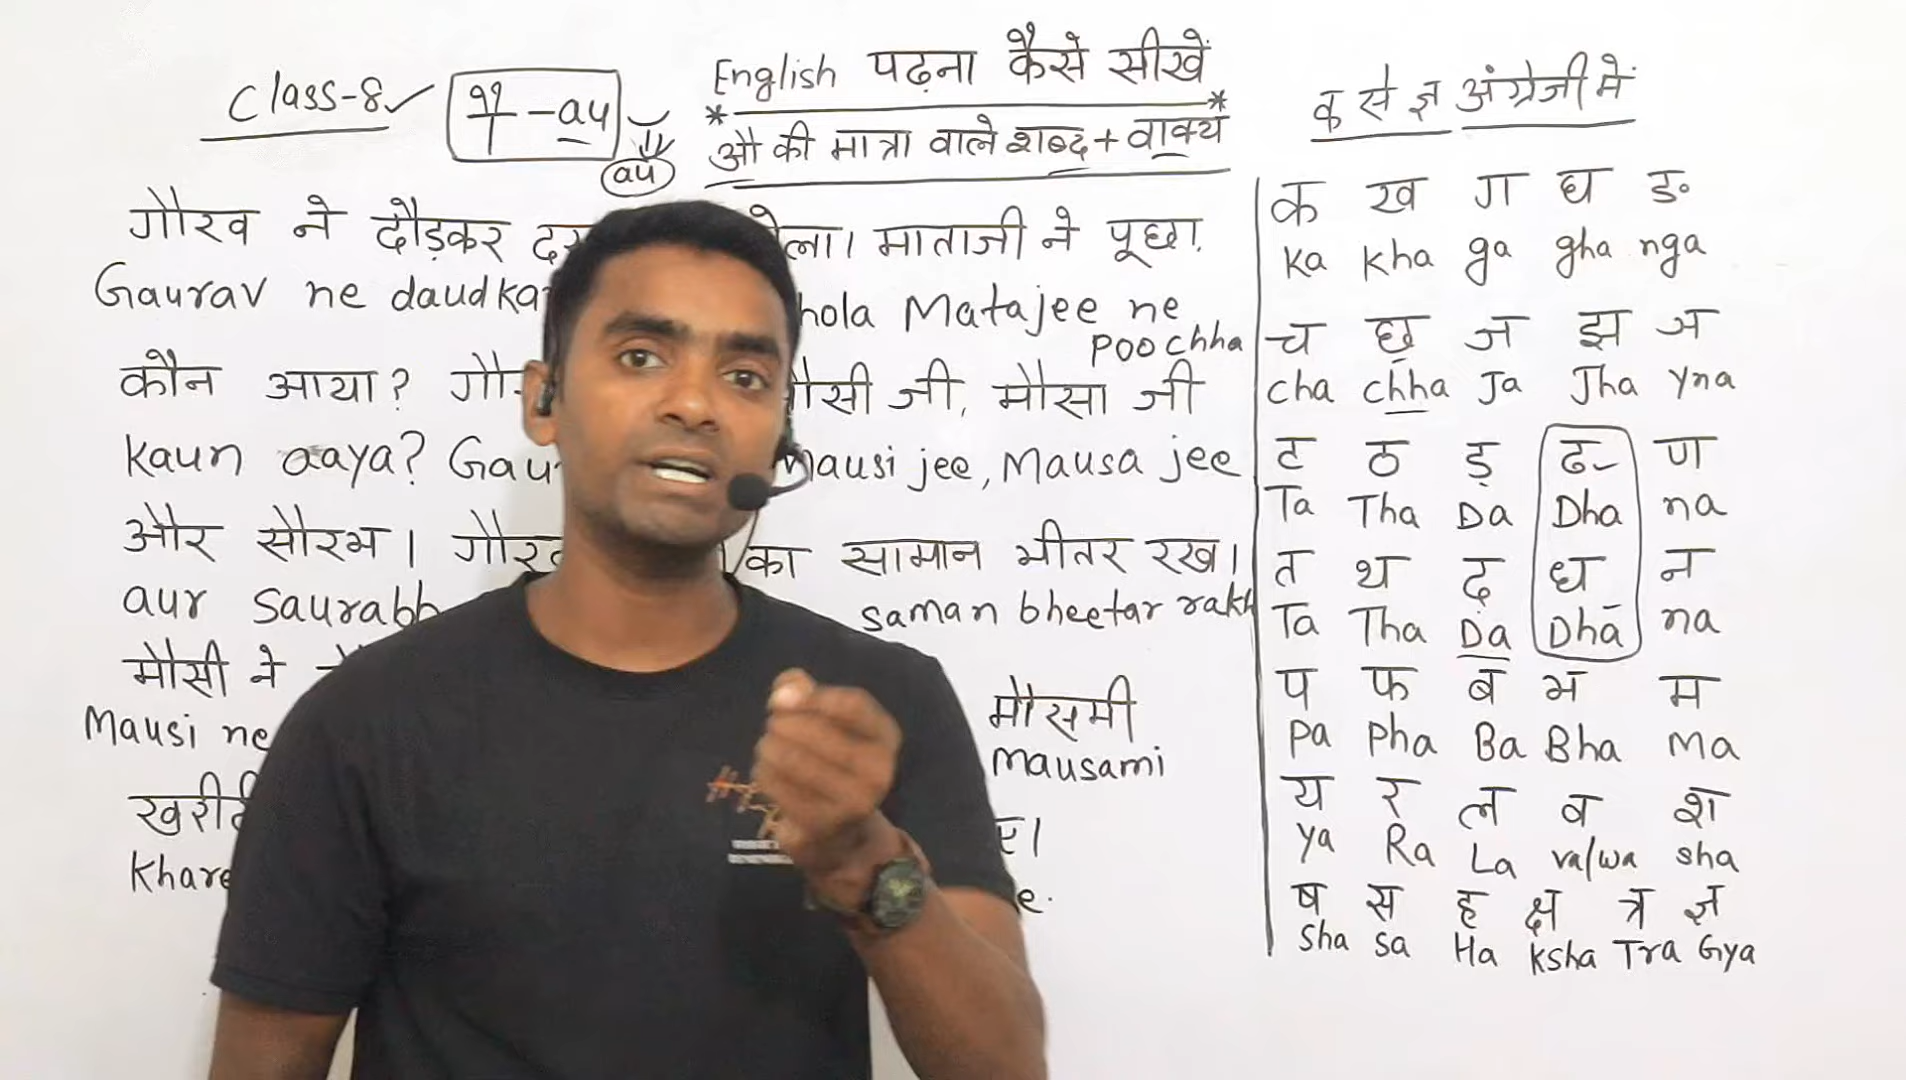 Class-8✓
ौ - au
au
English पढ़ना कैसे सीखें
औ की मात्रा वाले शब्द + वाक्य
क से ज्ञ अंग्रेजी में
गौरव ने दौड़कर ला। माताजी ने पूछा,
Gaurav ne daudka hola Matajee ne
Poochha
कौन आया? गौ सी जी, मौसा जी
Kaun aaya? Gau mausi jee, Mausa jee
और सौरभ। गौर का सामान भीतर रख।
aur Saurabh saman bheetar rakh
मौसी ने मौसमी
Mausi ne Mausami
खरीदी
Khare e.
क ख ग घ ङ
Ka Kha ga gha nga
च छ ज झ ञ
cha chha Ja Jha yna
ट ठ ड़ ढ ण
Ta Tha Da Dha na
त थ द ध न
Ta Tha Da Dha na
प फ ब भ म
Pa Pha Ba Bha Ma
य र ल व श
Ya Ra La va/wa sha
ष स ह क्ष त्र ज्ञ
Sha Sa Ha Ksha Tra Gya